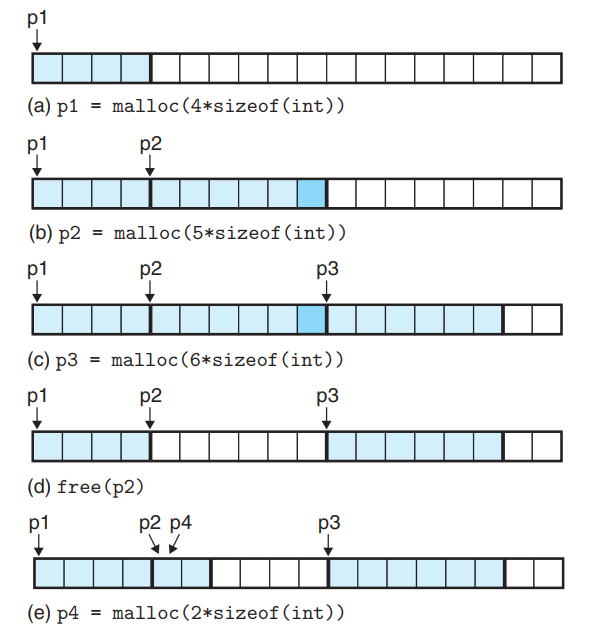 p1
(a) p1 = malloc(4*sizeof(int))
p1 p2
(b) p2 = malloc(5*sizeof(int))
p1 p2 p3
(c) p3 = malloc(6*sizeof(int))
p1 p2 p3
(d) free(p2)
p1 p2 p4 p3
(e) p4 = malloc(2*sizeof(int))